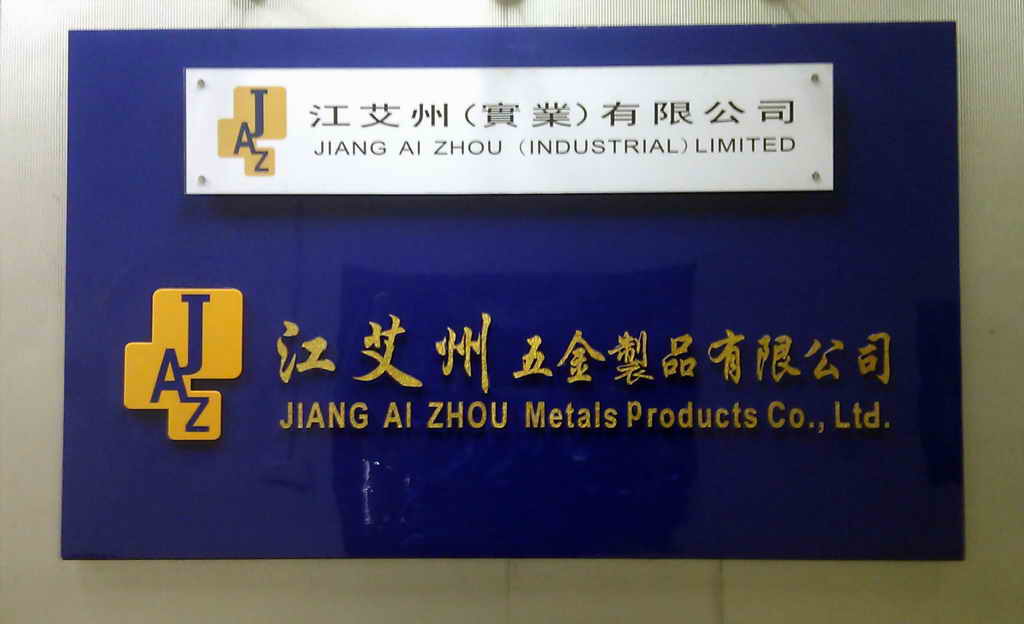 JAZ
江艾州（實業）有限公司
JIANG AI ZHOU (INDUSTRIAL) LIMITED
JAZ
江艾州五金製品有限公司
JIANG AI ZHOU Metals Products Co., Ltd.